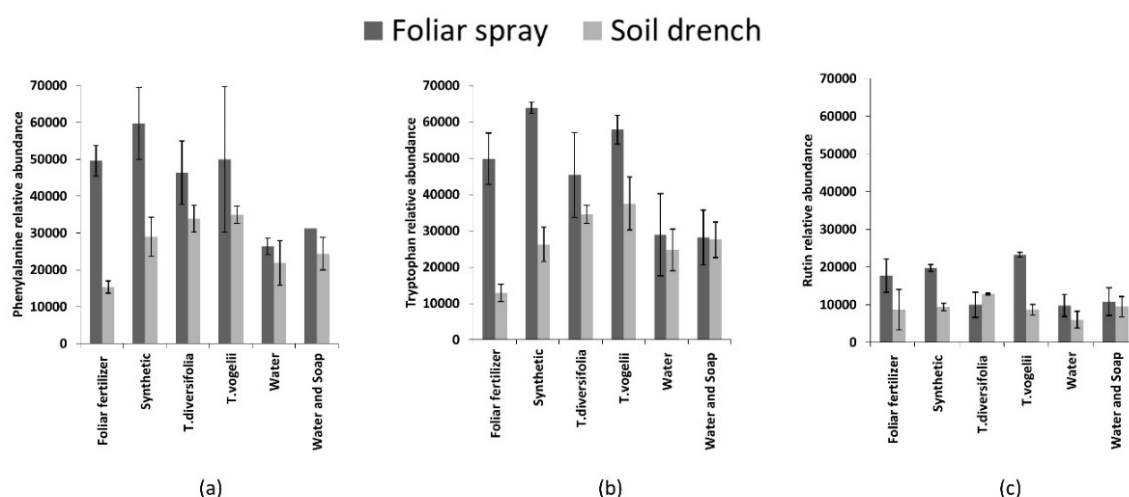 Foliar spray Soil drench
Phenylalanine relative abundance
70000
60000
50000
40000
30000
20000
10000
0
Foliar fertilizer
Synthetic
T.diversifolia
T.vogelii
Water
Water and Soap
(a)
Tryptophan relative abundance
70000
60000
50000
40000
30000
20000
10000
0
Foliar fertilizer
Synthetic
T.diversifolia
T.vogelii
Water
Water and Soap
(b)
Rutin relative abundance
70000
60000
50000
40000
30000
20000
10000
0
Foliar fertilizer
Synthetic
T.diversifolia
T.vogelii
Water
Water and Soap
(c)